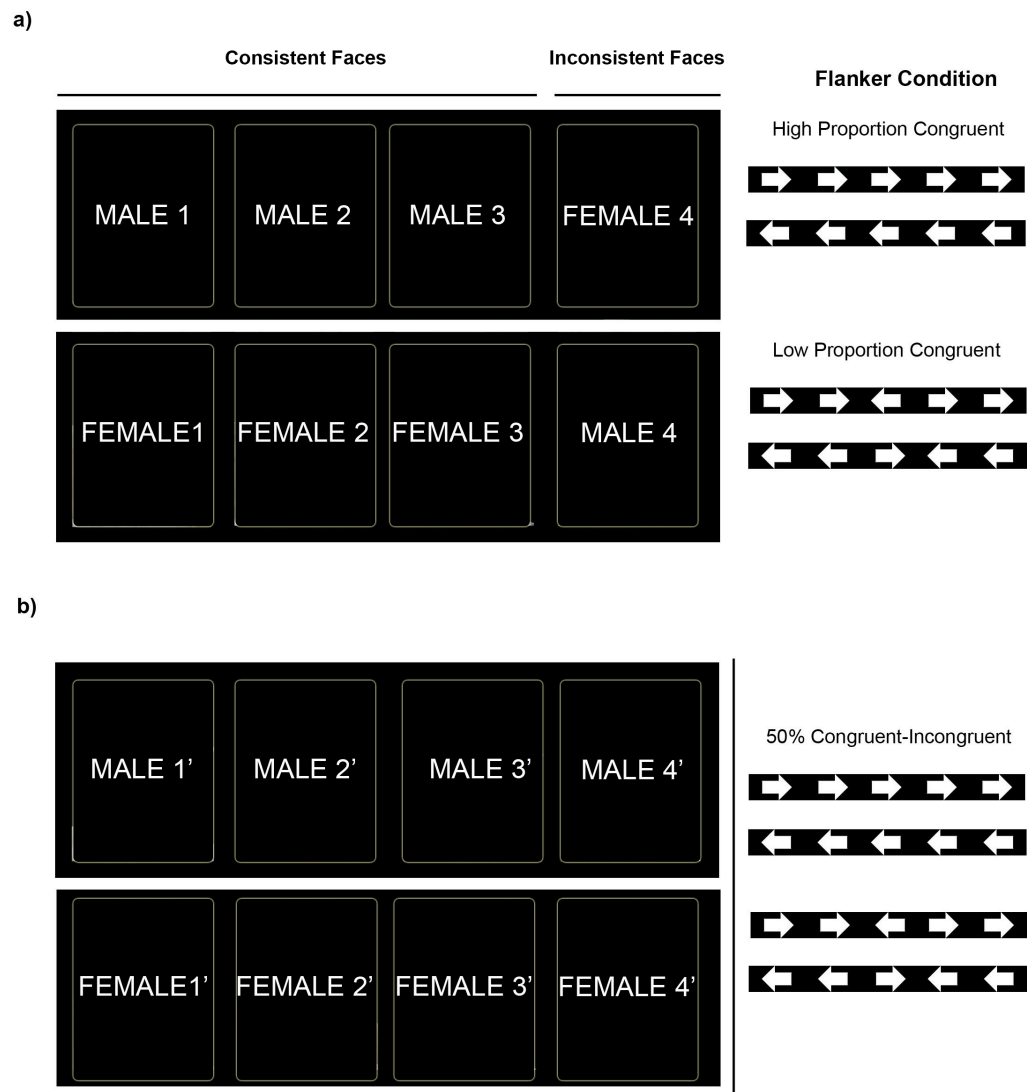 a)
Consistent Faces
Inconsistent Faces
Flanker Condition
High Proportion Congruent
MALE 1
MALE 2
MALE 3
FEMALE 4
Low Proportion Congruent
FEMALE1
FEMALE 2
FEMALE 3
MALE 4
b)
50% Congruent-Incongruent
MALE 1’
MALE 2’
MALE 3’
MALE 4’
FEMALE1’
FEMALE 2’
FEMALE 3’
FEMALE 4’